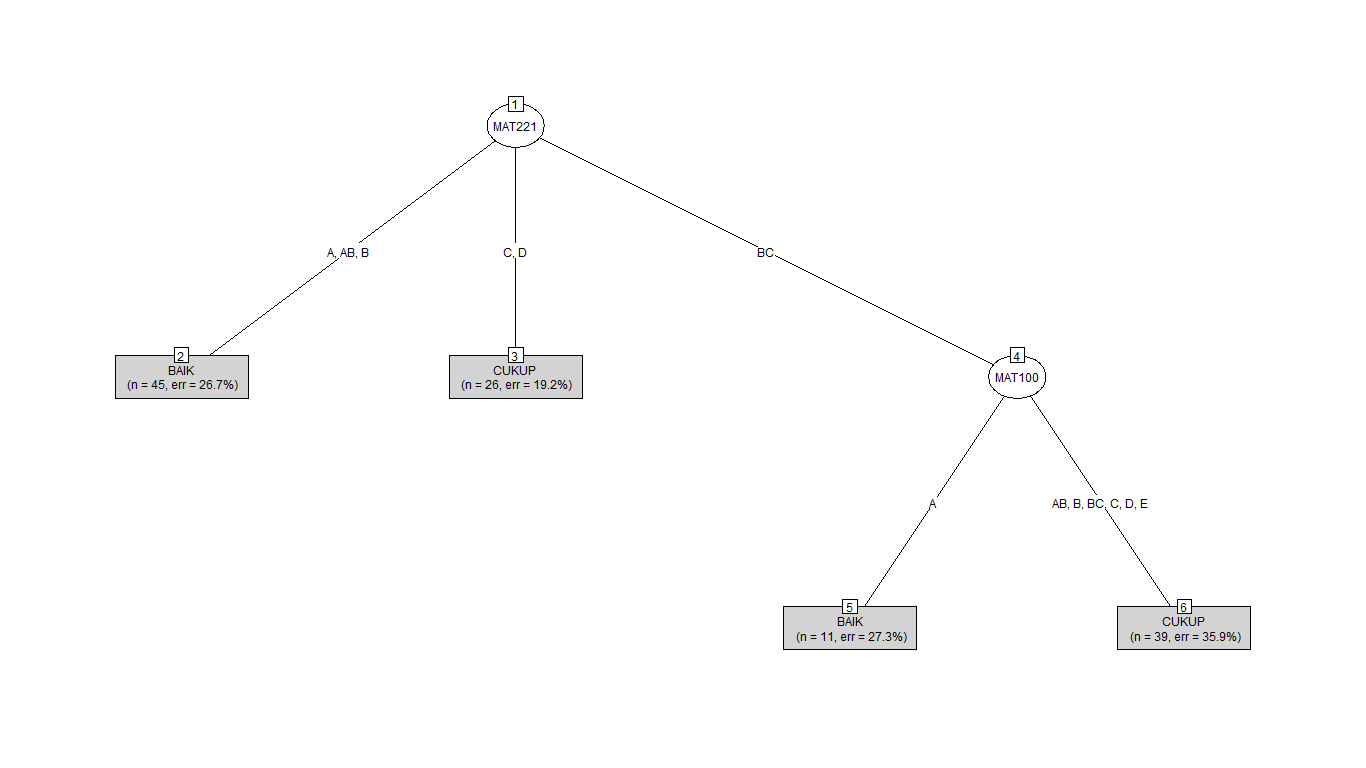 1
MAT221
A, AB, B
C, D
BC
2
BAIK
(n = 45, err = 26.7%)
3
CUKUP
(n = 26, err = 19.2%)
4
MAT100
A
AB, B, BC, C, D, E
5
BAIK
(n = 11, err = 27.3%)
6
CUKUP
(n = 39, err = 35.9%)